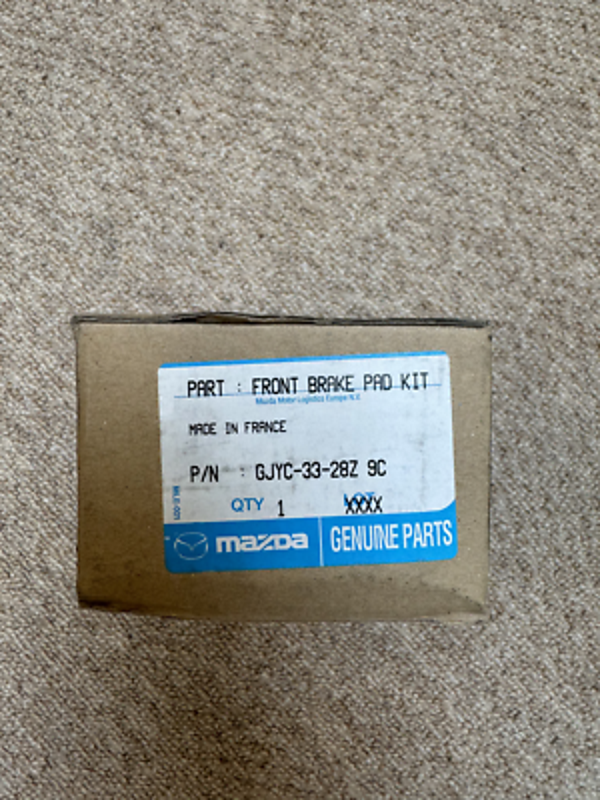 PART : FRONT BRAKE PAD KIT
Mazda Motor Logistics Europe N.V.
MADE IN FRANCE
P/N : GJYC-33-28Z 9C
QTY 1 LOT XXXX
mazda GENUINE PARTS